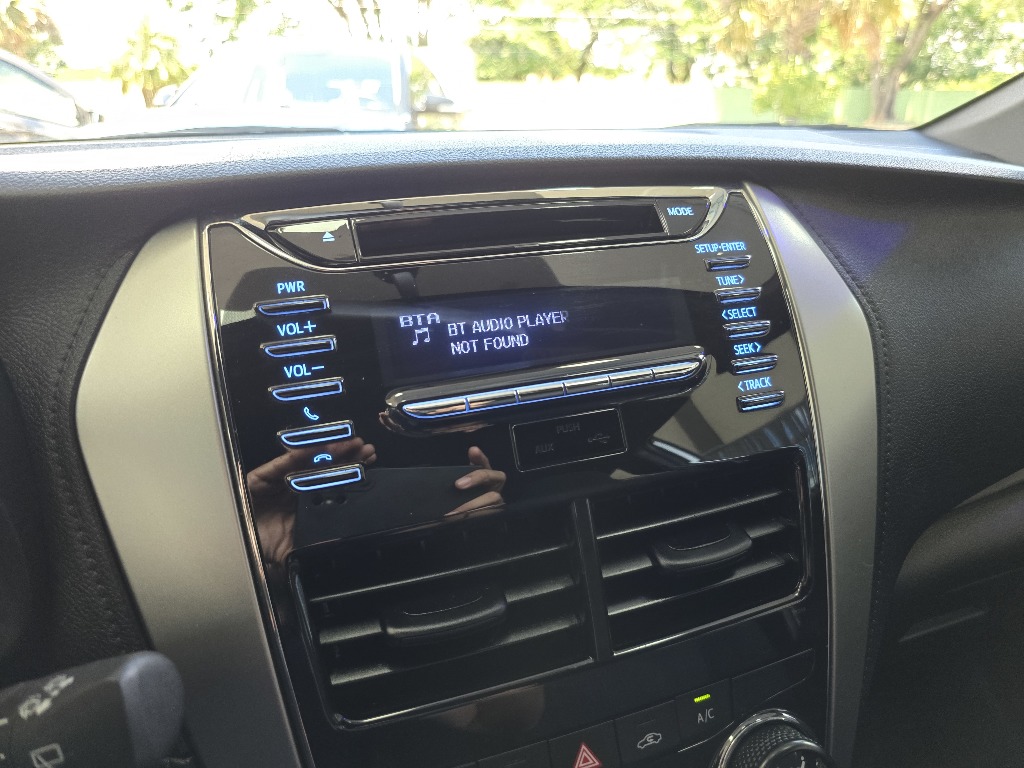 MODE
SETUP·ENTER
PWR
TUNE>
VOL+
BTA
BT AUDIO PLAYER
<SELECT
NOT FOUND
SEEK>
VOL-
<TRACK
PUSH
AUX
A/C